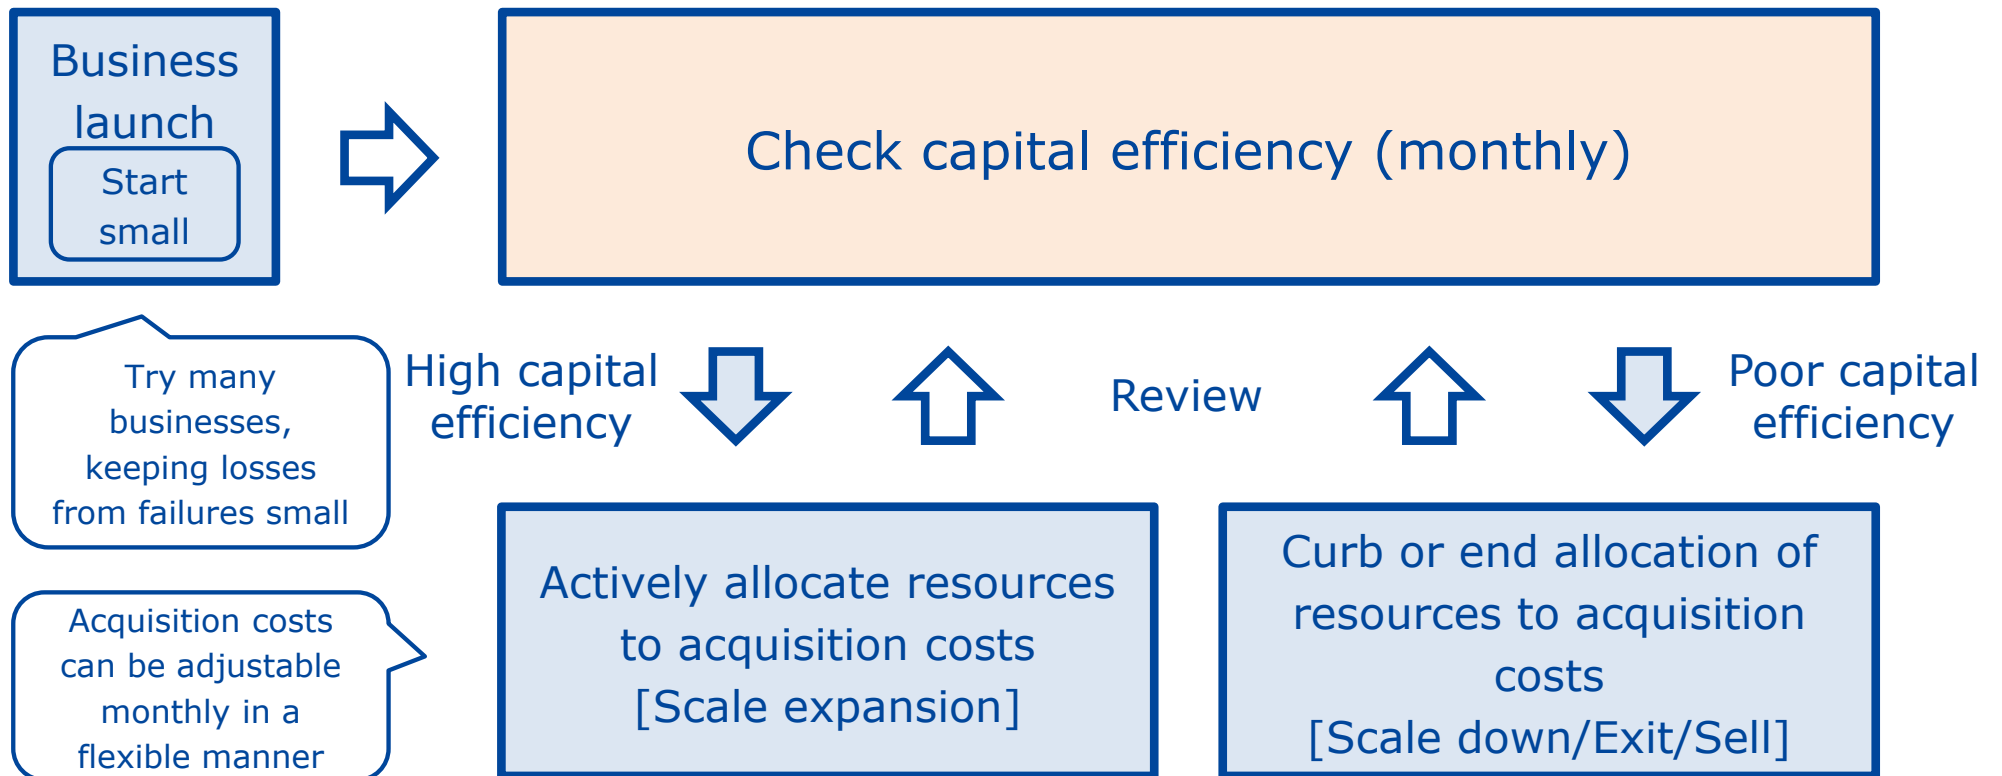 Business
launch
Start
small
Check capital efficiency (monthly)
Try many
businesses,
keeping losses
from failures small
High capital
efficiency
Review
Poor capital
efficiency
Acquisition costs
can be adjustable
monthly in a
flexible manner
Actively allocate resources
to acquisition costs
[Scale expansion]
Curb or end allocation of
resources to acquisition
costs
[Scale down/Exit/Sell]